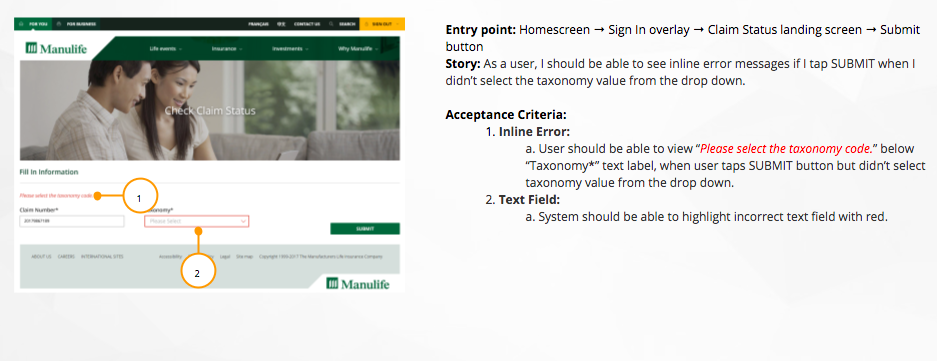 FOR YOU FOR BUSINESS FRANÇAIS 中文 CONTACT US SEARCH SIGN OUT
Manulife Life events Insurance Investments Why Manulife
Check Claim Status
Fill In Information
Please select the taxonomy code
1
Claim Number* onomy*
Please Select
SUBMIT
ABOUT US CAREERS INTERNATIONAL SITES Accessibility Legal Site map Copyright 1999-2017 The Manufacturers Life Insurance Company
2
Manulife
Entry point: Homescreen → Sign In overlay → Claim Status landing screen → Submit
button
Story: As a user, I should be able to see inline error messages if I tap SUBMIT when I
didn’t select the taxonomy value from the drop down.
Acceptance Criteria:
1. Inline Error:
a. User should be able to view “Please select the taxonomy code.” below
“Taxonomy*” text label, when user taps SUBMIT button but didn’t select
taxonomy value from the drop down.
2. Text Field:
a. System should be able to highlight incorrect text field with red.